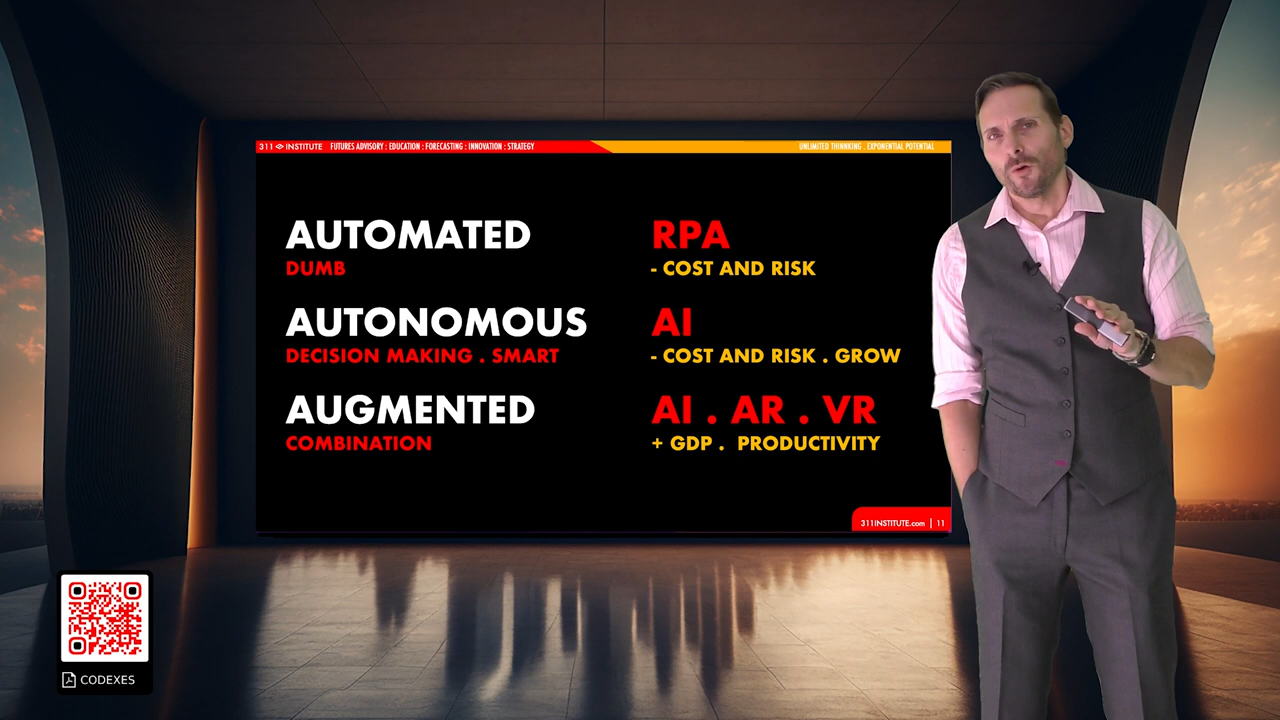 311 INSTITUTE FUTURES ADVISORY : EDUCATION : FORECASTING : INNOVATION : STRATEGY
UNLIMITED THINNKING . EXPONENTIAL POTENTIAL
AUTOMATED
DUMB
RPA
- COST AND RISK
AUTONOMOUS
DECISION MAKING . SMART
AI
- COST AND RISK . GROW
AUGMENTED
COMBINATION
AI . AR . VR
+ GDP . PRODUCTIVITY
311INSTITUTE.com | 11
CODEXES